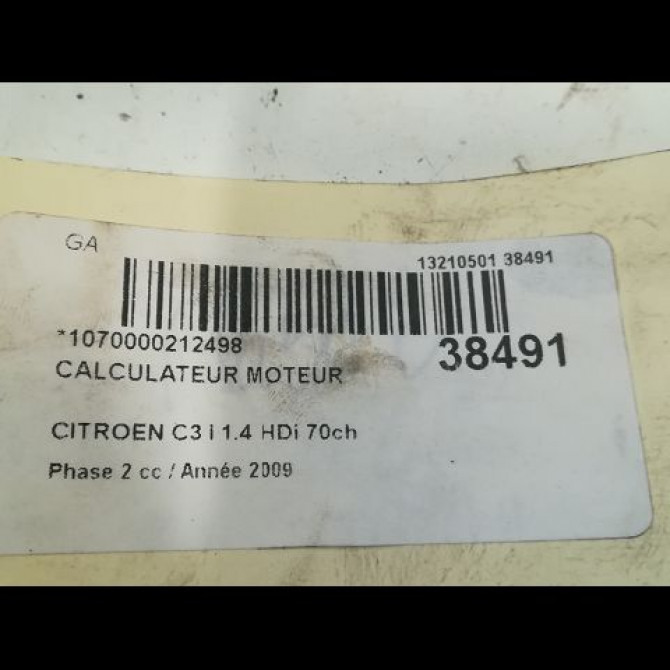 GA
13210501 38491
*1070000212498
38491
CALCULATEUR MOTEUR
CITROEN C3 I 1.4 HDi 70ch
Phase 2 cc / Année 2009